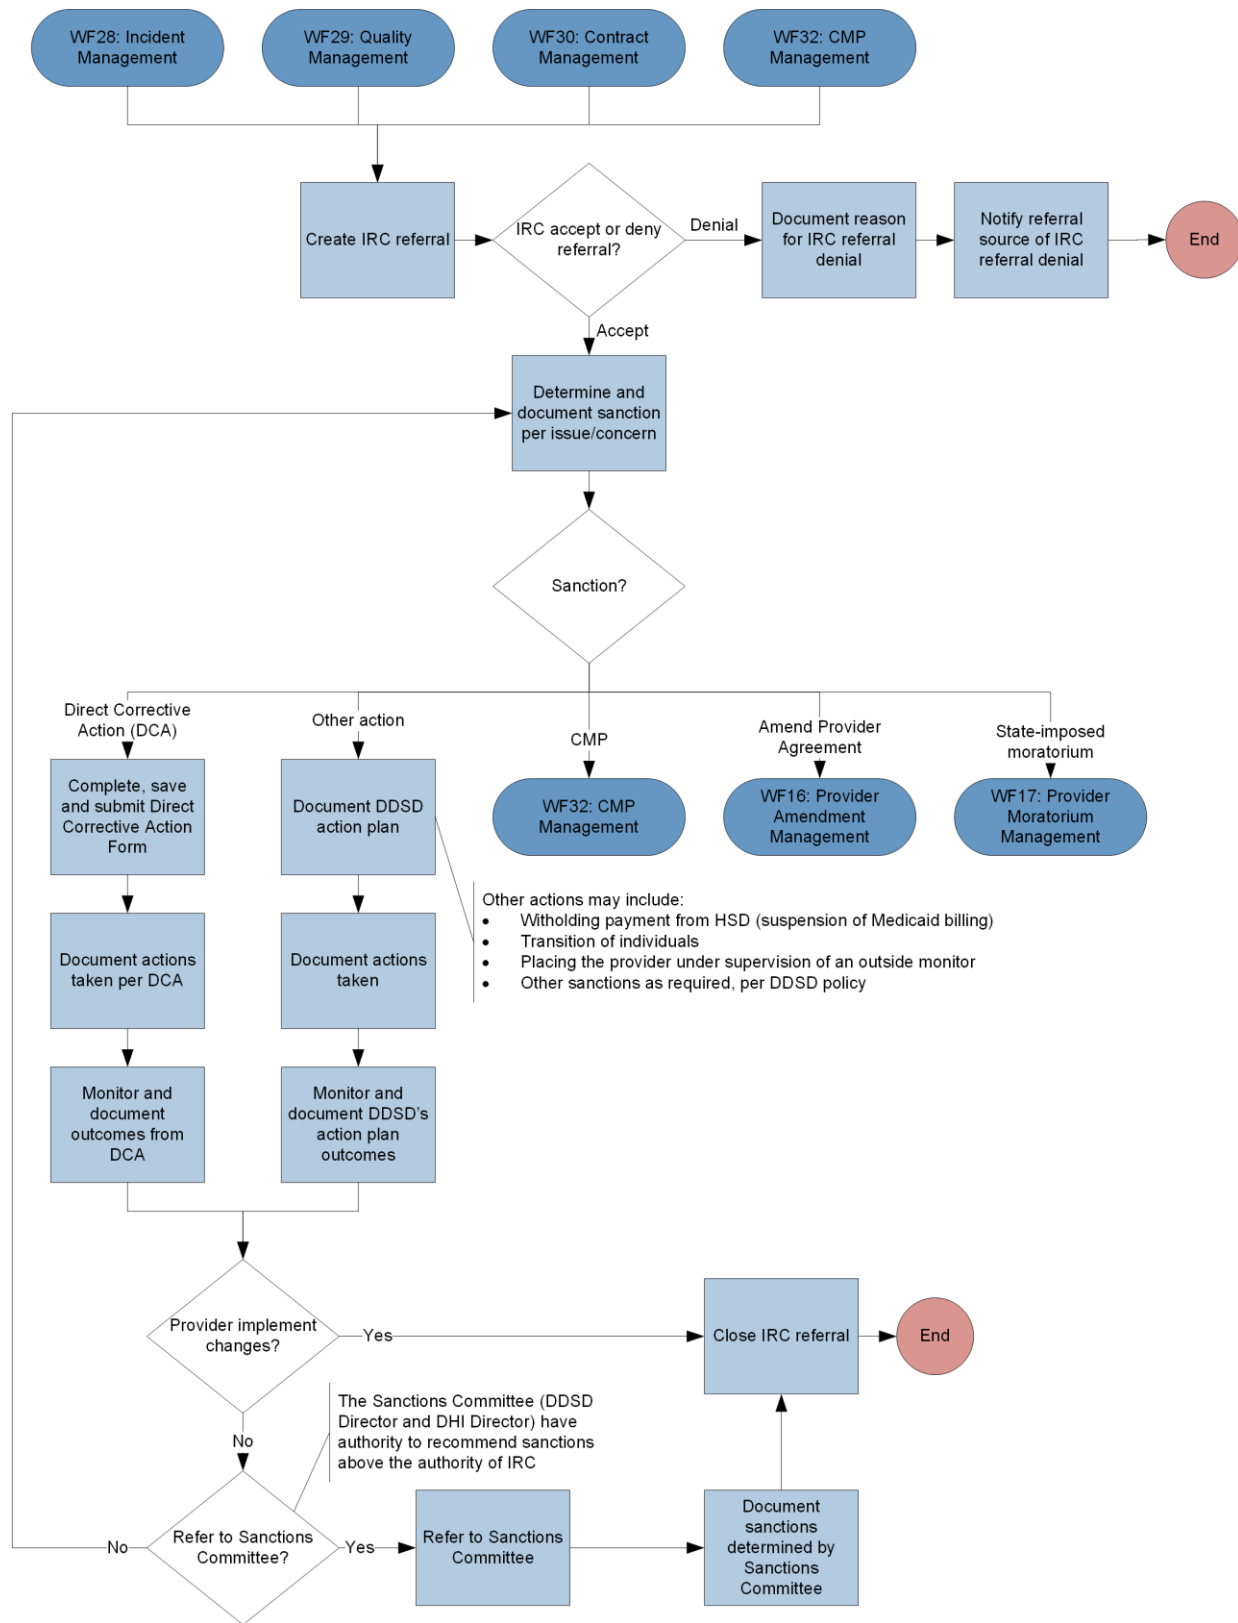 WF28: Incident
Management
WF29: Quality
Management
WF30: Contract
Management
WF32: CMP
Management
Create IRC referral
IRC accept or deny
referral?
Denial
Document reason
for IRC referral
denial
Notify referral
source of IRC
referral denial
End
Accept
Determine and
document sanction
per issue/concern
Sanction?
Direct Corrective
Action (DCA)
Other action
CMP
Amend Provider
Agreement
State-imposed
moratorium
Complete, save
and submit Direct
Corrective Action
Form
Document DDSD
action plan
WF32: CMP
Management
WF16: Provider
Amendment
Management
WF17: Provider
Moratorium
Management
Other actions may include:
• Witholding payment from HSD (suspension of Medicaid billing)
• Transition of individuals
• Placing the provider under supervision of an outside monitor
• Other sanctions as required, per DDSD policy
Document actions
taken per DCA
Document actions
taken
Monitor and
document
outcomes from
DCA
Monitor and
document DDSD's
action plan
outcomes
Provider implement
changes?
Yes
Close IRC referral
End
No
The Sanctions Committee (DDSD
Director and DHI Director) have
authority to recommend sanctions
above the authority of IRC
Refer to Sanctions
Committee?
No
Yes
Refer to Sanctions
Committee
Document
sanctions
determined by
Sanctions
Committee